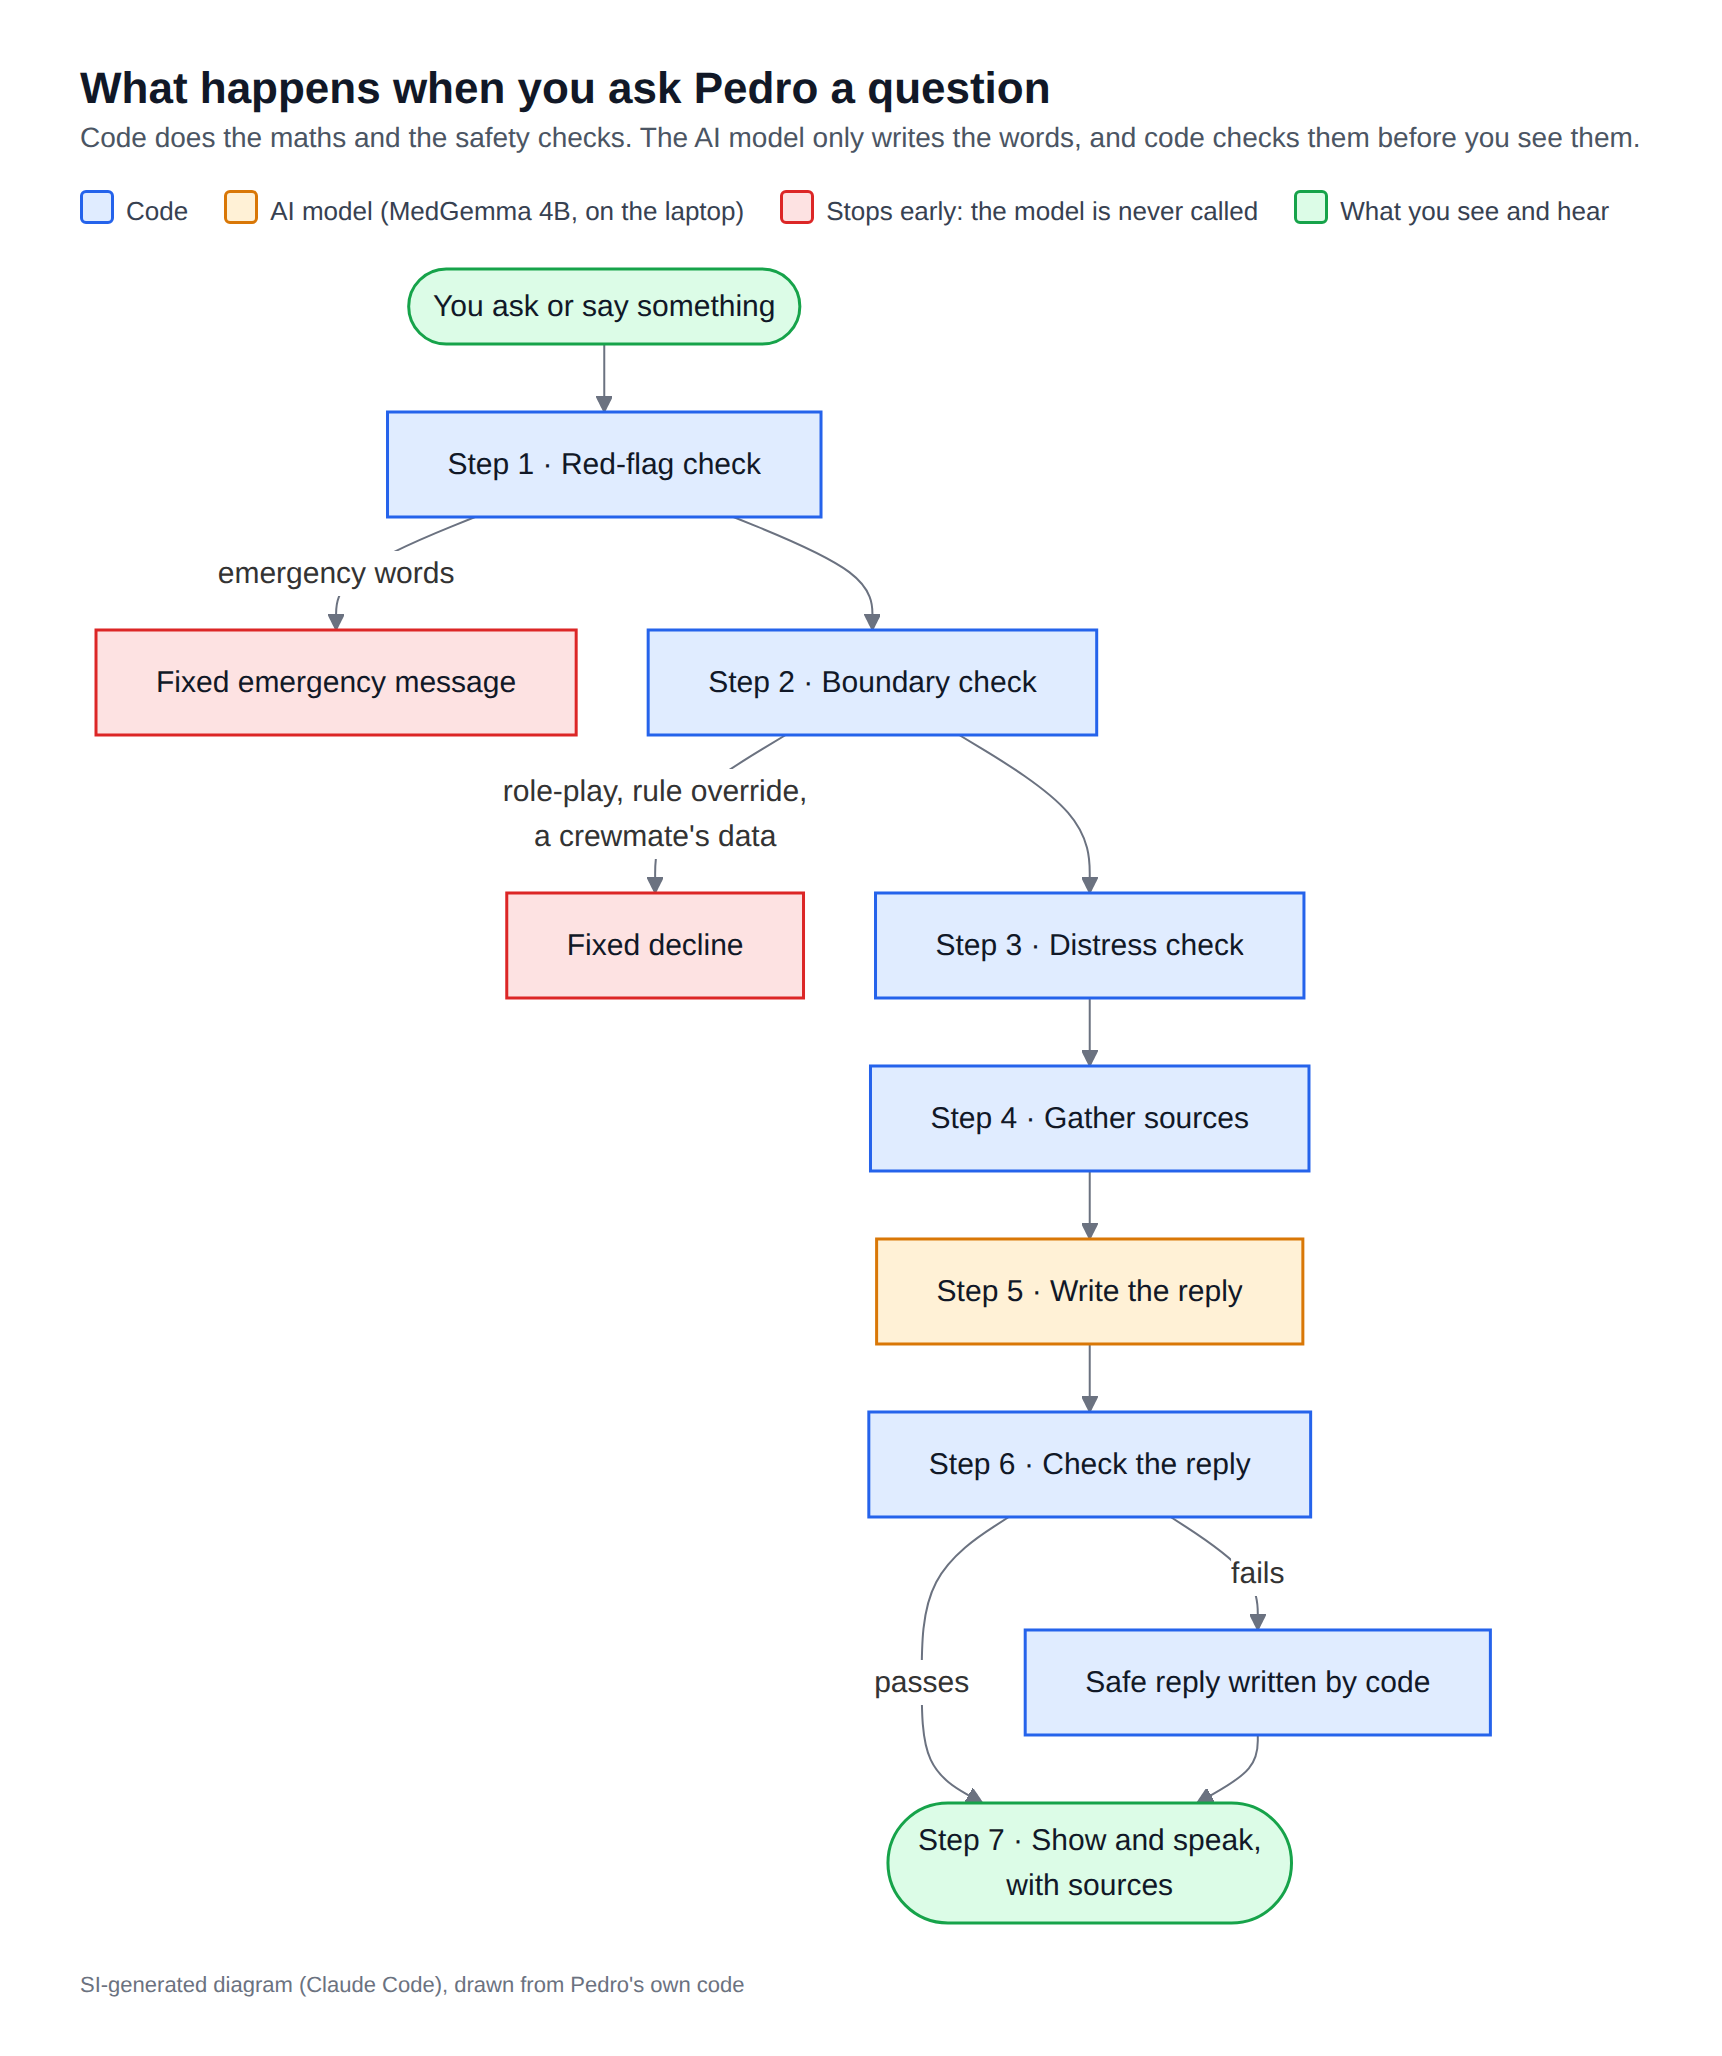 What happens when you ask Pedro a question
Code does the maths and the safety checks. The AI model only writes the words, and code checks them before you see them.
Code
AI model (MedGemma 4B, on the laptop)
Stops early: the model is never called
What you see and hear
You ask or say something
Step 1 · Red-flag check
emergency words
Fixed emergency message
Step 2 · Boundary check
role-play, rule override,
a crewmate's data
Fixed decline
Step 3 · Distress check
Step 4 · Gather sources
Step 5 · Write the reply
Step 6 · Check the reply
fails
passes
Safe reply written by code
Step 7 · Show and speak,
with sources
SI-generated diagram (Claude Code), drawn from Pedro's own code